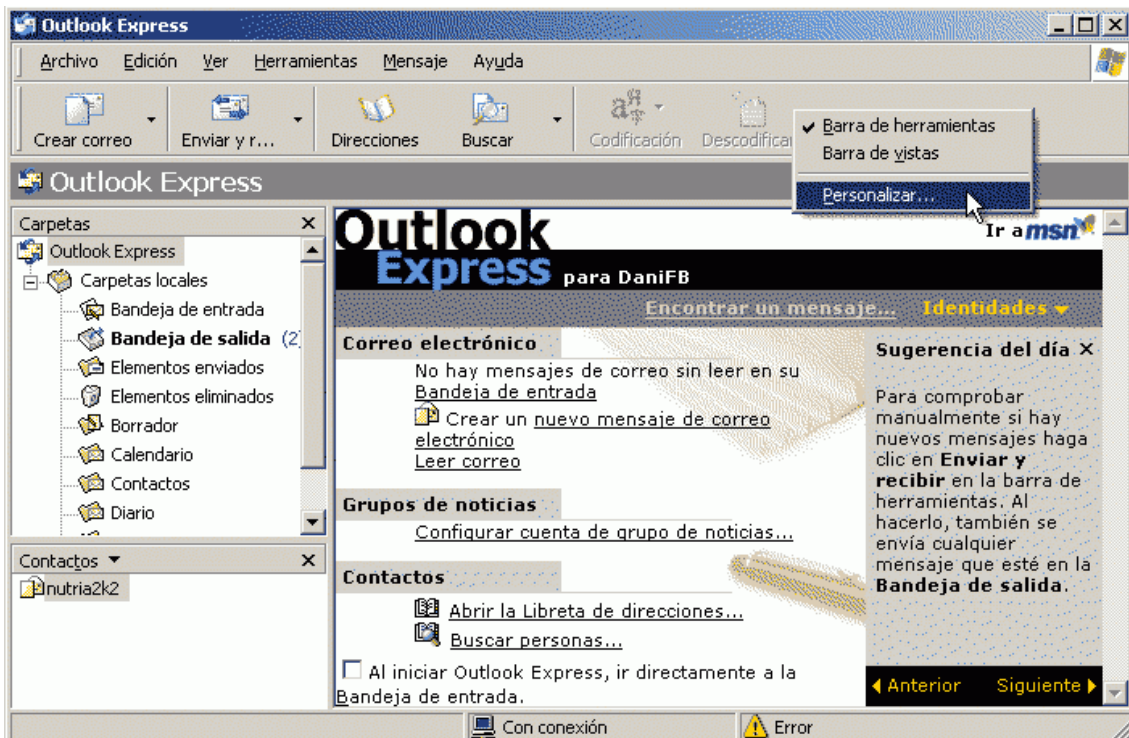 Outlook Express
Archivo Edición Ver Herramientas Mensaje Ayuda
Crear correo Enviar y r... Direcciones Buscar Codificación Descodificar
Barra de herramientas
Barra de vistas
Personalizar...
Outlook Express
Carpetas
Outlook Express
Carpetas locales
Bandeja de entrada
Bandeja de salida (2)
Elementos enviados
Elementos eliminados
Borrador
Calendario
Contactos
Diario
Contactos
nutria2k2
Ir a msn
Outlook
Express para DaniFB
Encontrar un mensaje... Identidades
Correo electrónico
No hay mensajes de correo sin leer en su
Bandeja de entrada
Crear un nuevo mensaje de correo
electrónico
Leer correo
Grupos de noticias
Configurar cuenta de grupo de noticias...
Contactos
Abrir la Libreta de direcciones...
Buscar personas...
Al iniciar Outlook Express, ir directamente a la
Bandeja de entrada.
Sugerencia del día
Para comprobar
manualmente si hay
nuevos mensajes haga
clic en Enviar y
recibir en la barra de
herramientas. Al
hacerlo, también se
envía cualquier
mensaje que esté en la
Bandeja de salida.
Anterior Siguiente
Con conexión Error